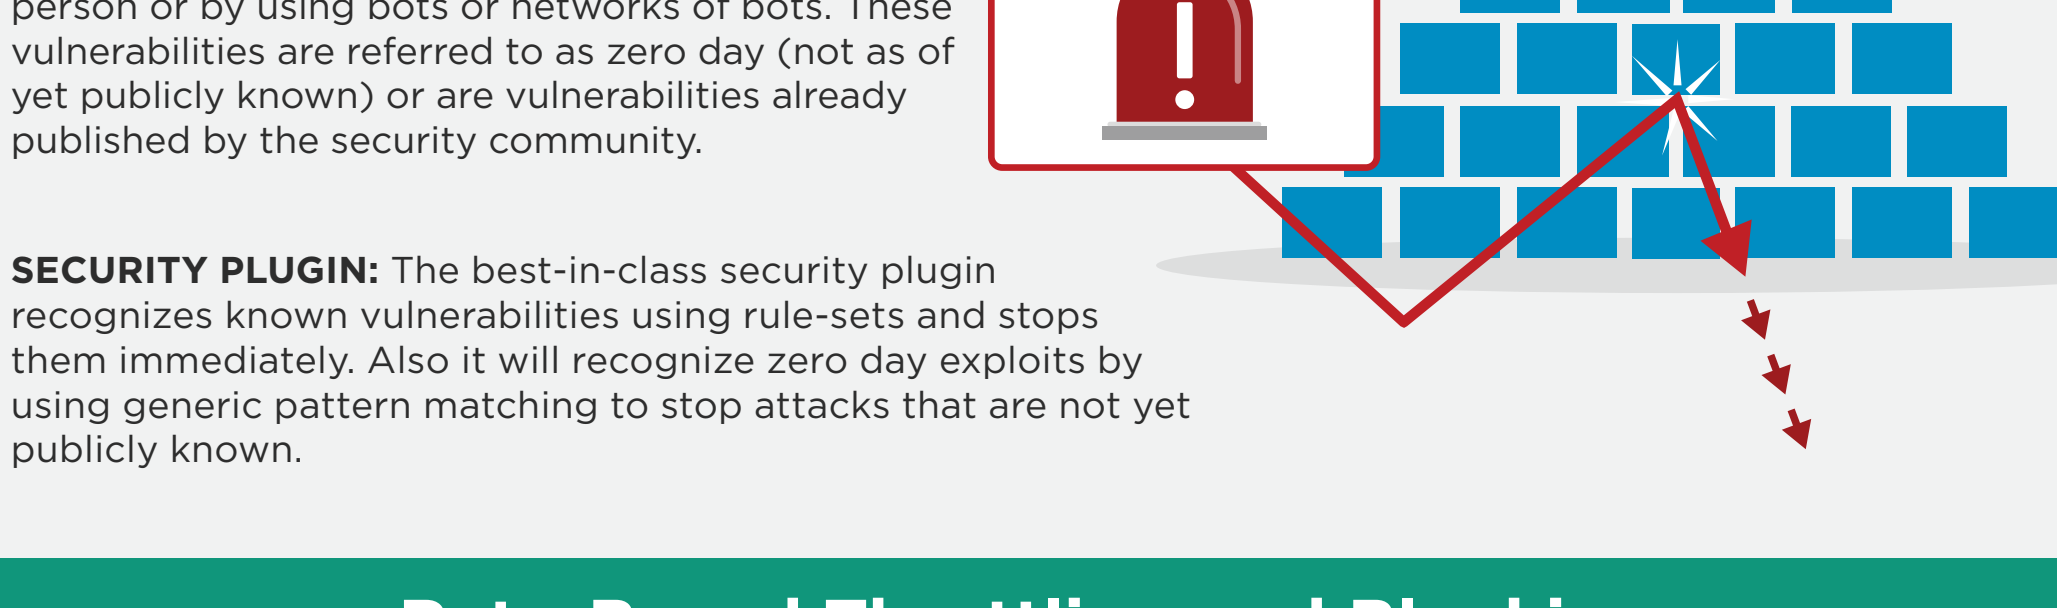 person or by using bots or networks of bots. These
vulnerabilities are referred to as zero day (not as of
yet publicly known) or are vulnerabilities already
published by the security community.
SECURITY PLUGIN: The best-in-class security plugin
recognizes known vulnerabilities using rule-sets and stops
them immediately. Also it will recognize zero day exploits by
using generic pattern matching to stop attacks that are not yet
publicly known.